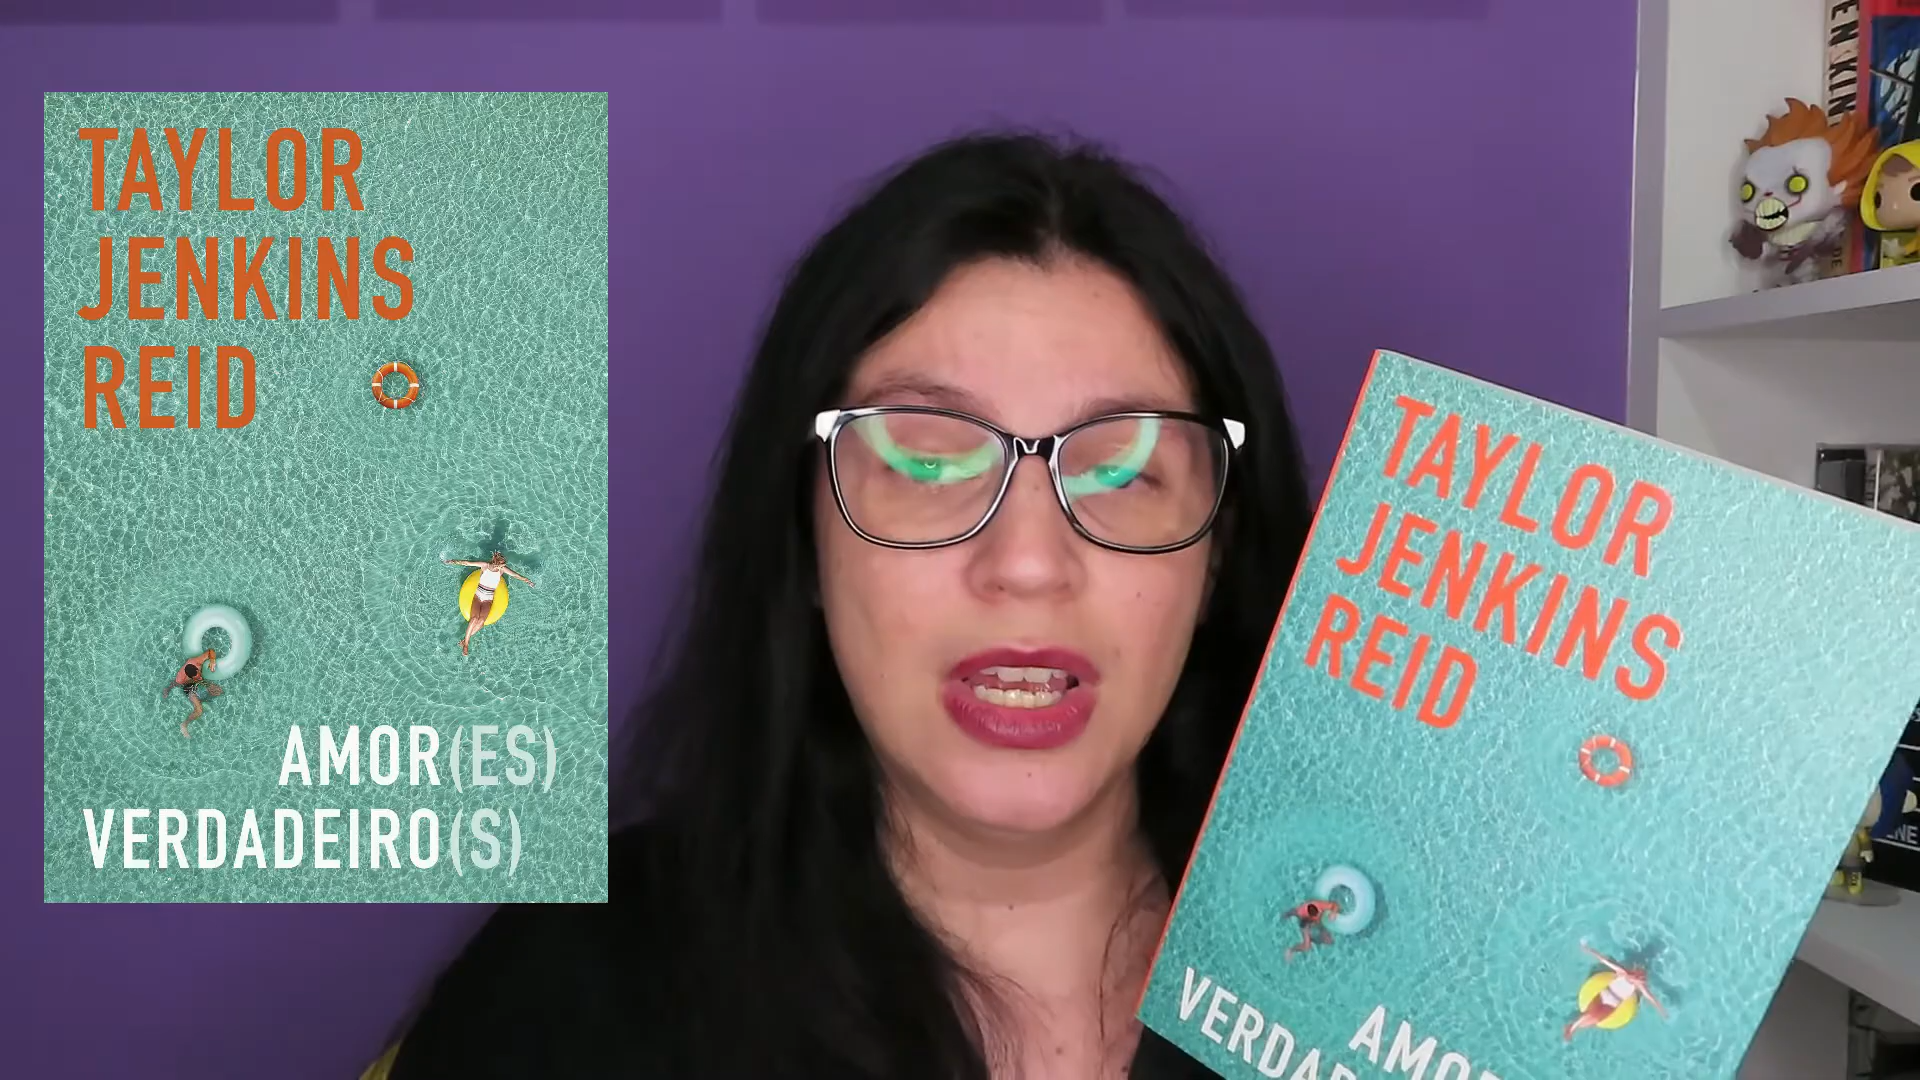 TAYLOR
JENKINS
REID
AMOR(ES)
VERDADEIRO(S)
TAYLOR
JENKINS
REID